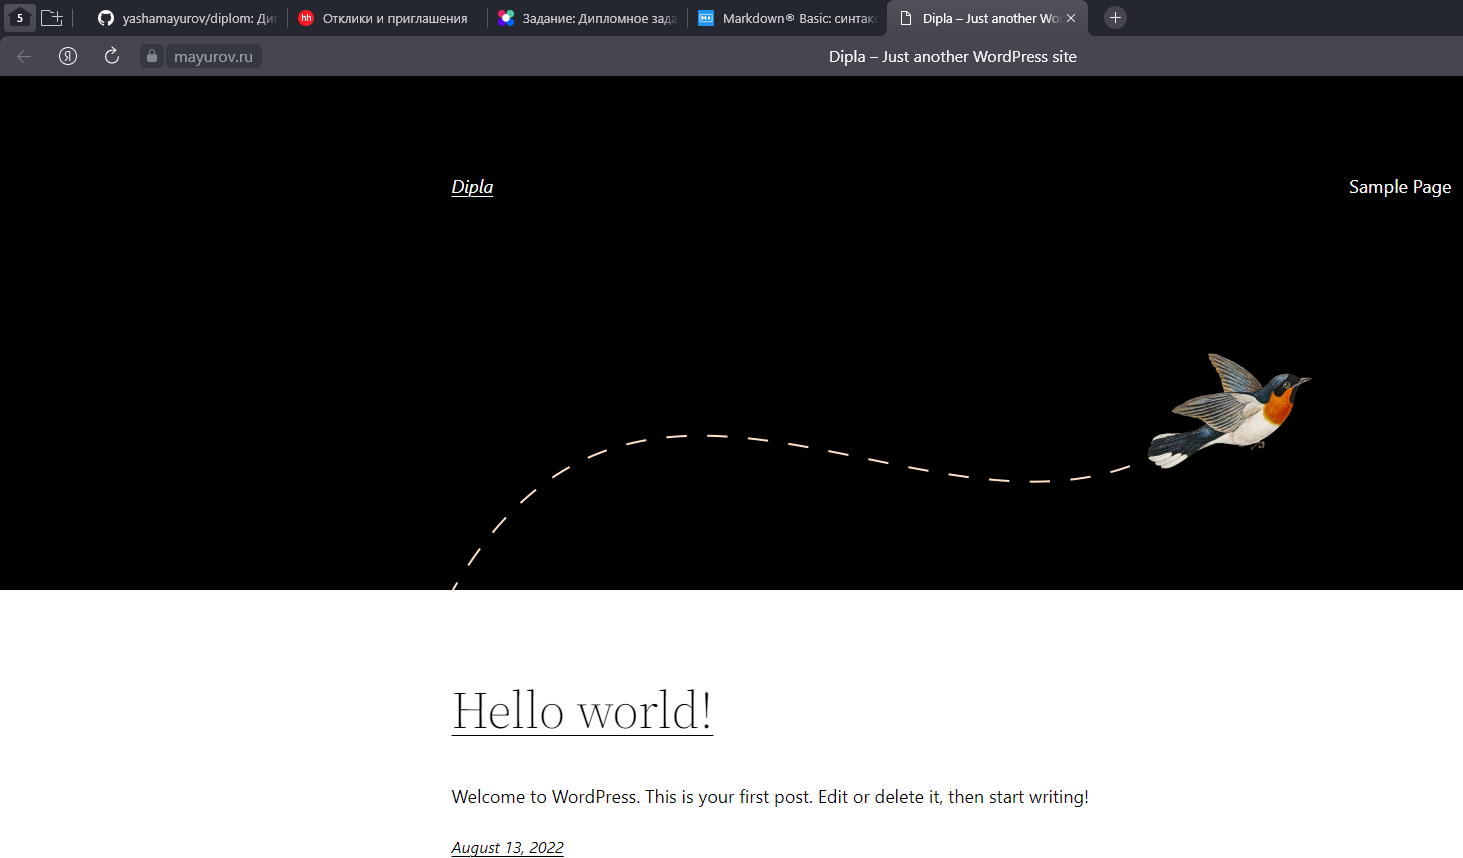 5 yashamayurov/diplom: Ди hh Отклики и приглашения Задание: Дипломное зада Markdown® Basic: синтакс Dipla – Just another Wo
Я mayurov.ru Dipla – Just another WordPress site
Dipla Sample Page
Hello world!
Welcome to WordPress. This is your first post. Edit or delete it, then start writing!
August 13, 2022